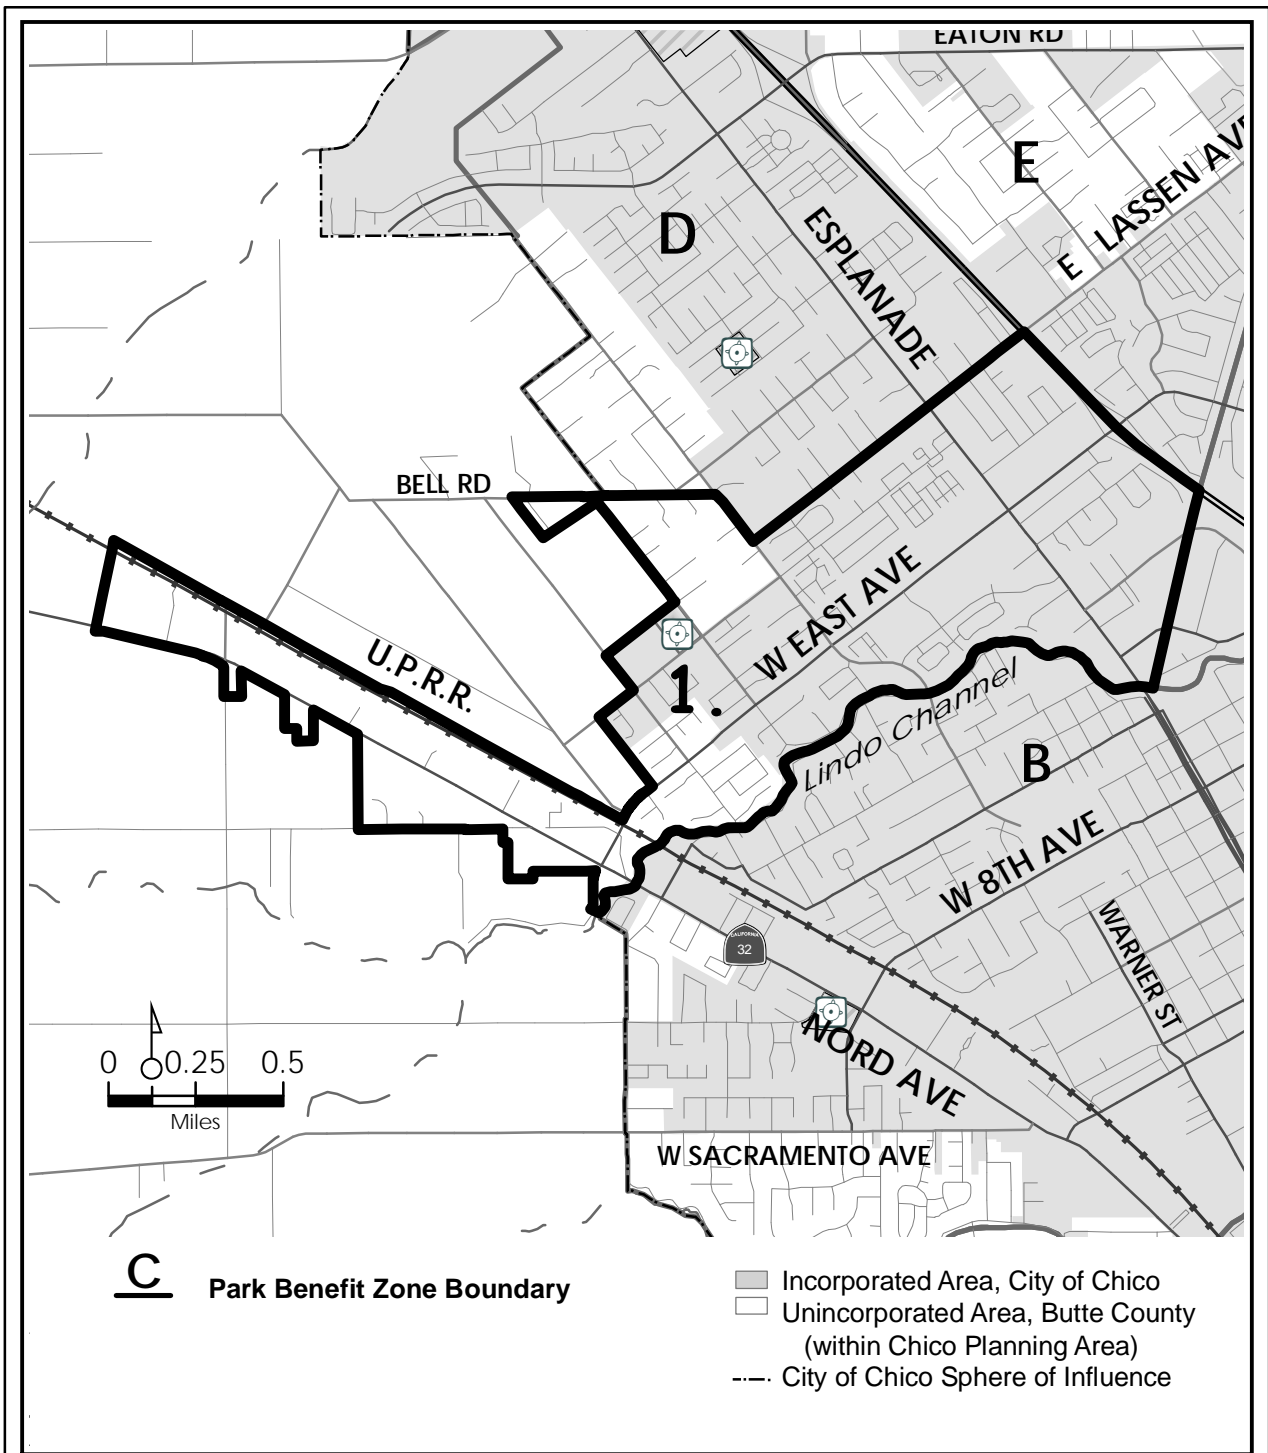 EATON RD
E
E LASSEN AVE
D
ESPLANADE
BELL RD
U.P.R.R.
W EAST AVE
1.
Lindo Channel
B
W 8TH AVE
WARNER ST
CALIFORNIA
32
NORD AVE
0 0.25 0.5
Miles
W SACRAMENTO AVE
C Park Benefit Zone Boundary
Incorporated Area, City of Chico
Unincorporated Area, Butte County
(within Chico Planning Area)
City of Chico Sphere of Influence